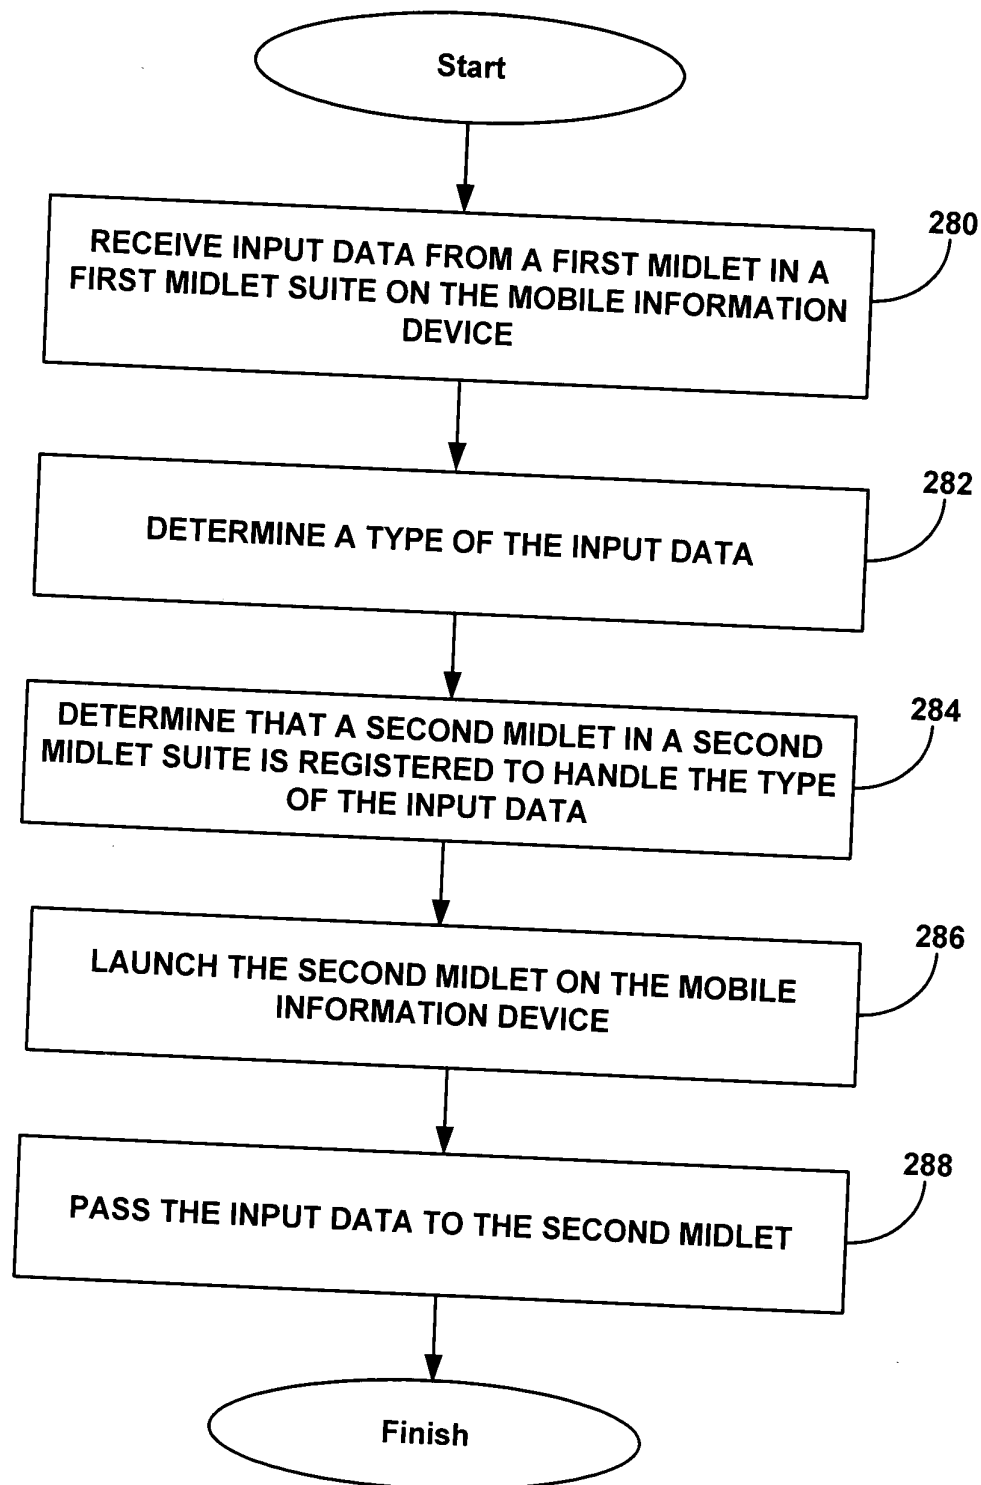 Start
280
RECEIVE INPUT DATA FROM A FIRST MIDLET IN A
FIRST MIDLET SUITE ON THE MOBILE INFORMATION
DEVICE
282
DETERMINE A TYPE OF THE INPUT DATA
284
DETERMINE THAT A SECOND MIDLET IN A SECOND
MIDLET SUITE IS REGISTERED TO HANDLE THE TYPE
OF THE INPUT DATA
286
LAUNCH THE SECOND MIDLET ON THE MOBILE
INFORMATION DEVICE
288
PASS THE INPUT DATA TO THE SECOND MIDLET
Finish